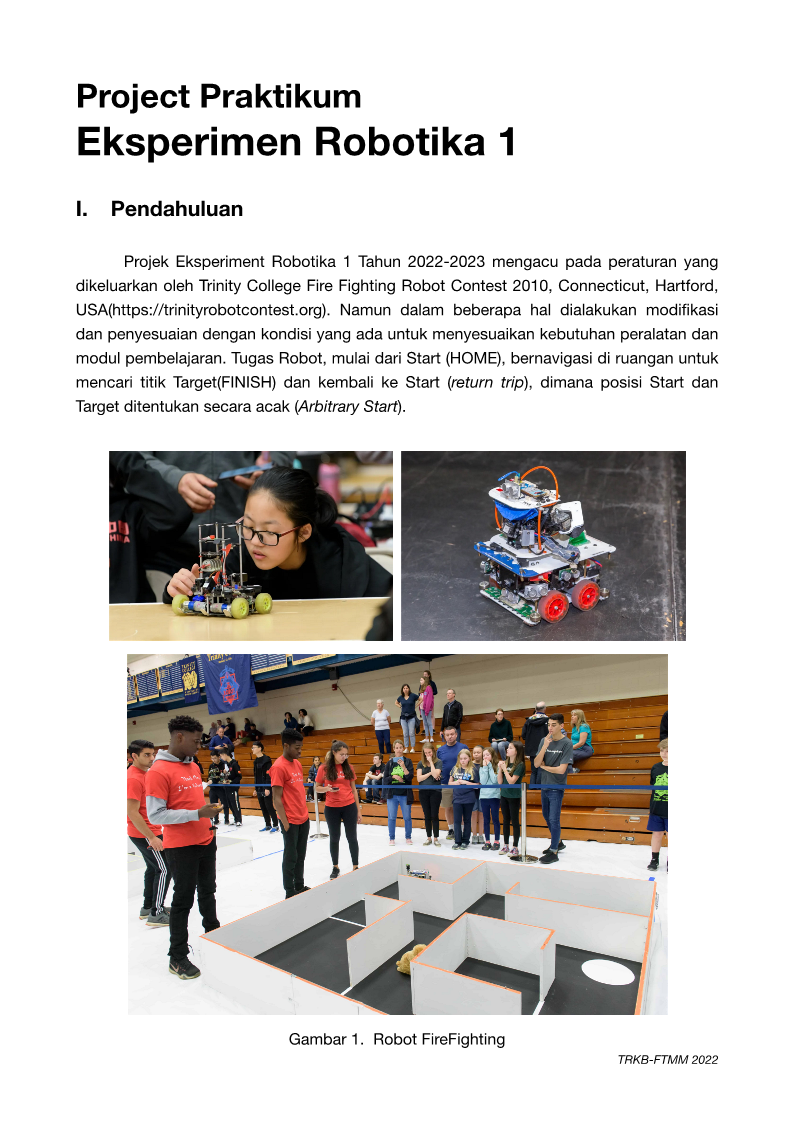 Project Praktikum
Eksperimen Robotika 1
I. Pendahuluan
Projek Eksperiment Robotika 1 Tahun 2022-2023 mengacu pada peraturan yang
dikeluarkan oleh Trinity College Fire Fighting Robot Contest 2010, Connecticut, Hartford,
USA(https://trinityrobotcontest.org). Namun dalam beberapa hal dialakukan modifikasi
dan penyesuaian dengan kondisi yang ada untuk menyesuaikan kebutuhan peralatan dan
modul pembelajaran. Tugas Robot, mulai dari Start (HOME), bernavigasi di ruangan untuk
mencari titik Target(FINISH) dan kembali ke Start (return trip), dimana posisi Start dan
Target ditentukan secara acak (Arbitrary Start).
Gambar 1. Robot FireFighting
TRKB-FTMM 2022